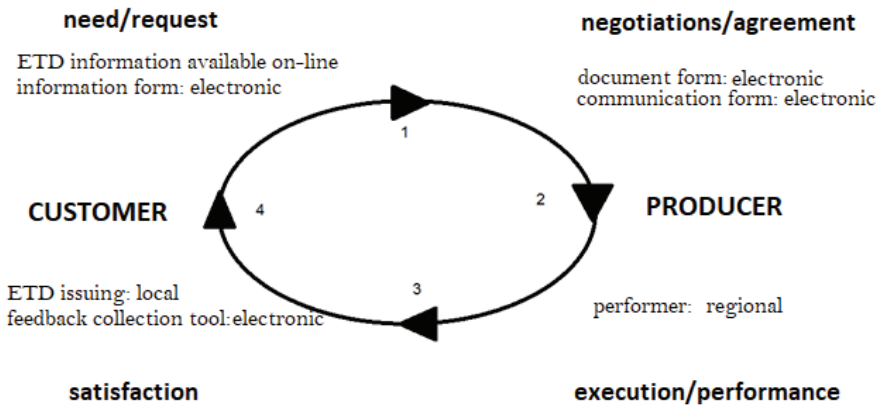 need/request
negotiations/agreement
ETD information available on-line
information form: electronic
document form: electronic
communication form: electronic
1
CUSTOMER
4
2
PRODUCER
3
ETD issuing: local
feedback collection tool:electronic
performer: regional
satisfaction
execution/performance